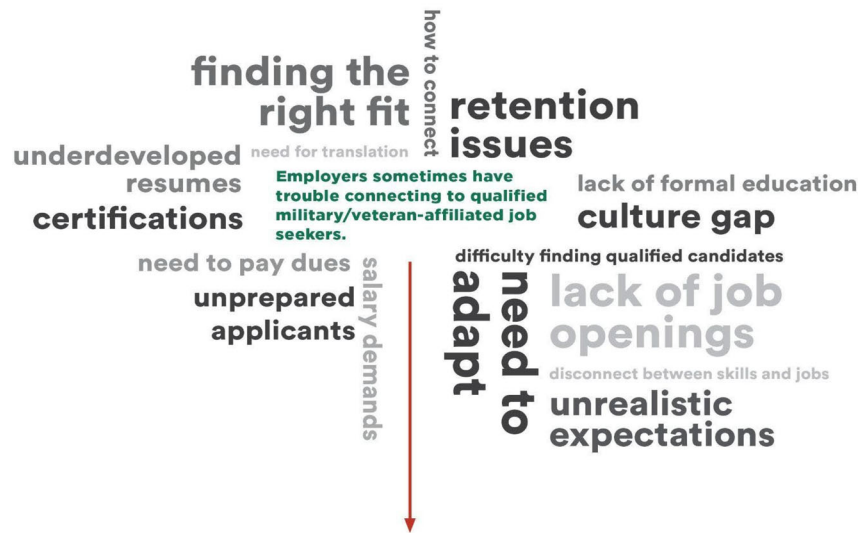 how to connect
finding the
right fit
retention
issues
underdeveloped
resumes
need for translation
Employers sometimes have
trouble connecting to qualified
military/veteran-affiliated job
seekers.
lack of formal education
certifications
culture gap
need to pay dues
salary demands
difficulty finding qualified candidates
unprepared
applicants
need to
adapt
lack of job
openings
disconnect between skills and jobs
unrealistic
expectations